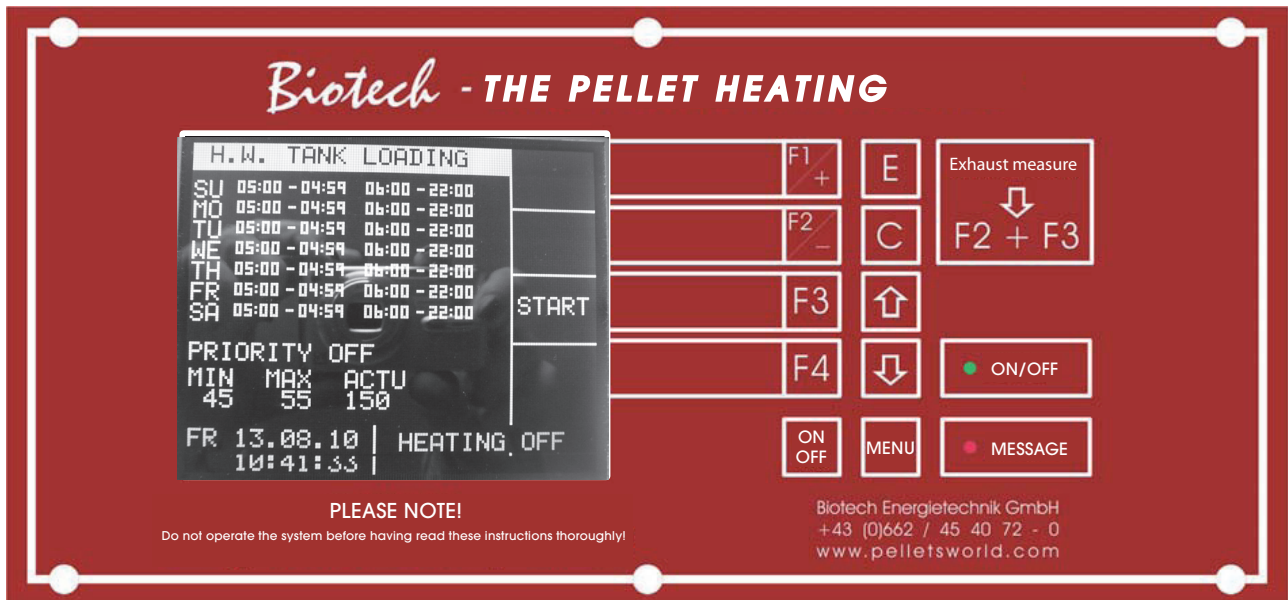 Biotech - THE PELLET HEATING
H.W. TANK LOADING
SU 05:00 - 04:59 06:00 - 22:00
MO 05:00 - 04:59 06:00 - 22:00
TU 05:00 - 04:59 06:00 - 22:00
WE 05:00 - 04:59 06:00 - 22:00
TH 05:00 - 04:59 06:00 - 22:00
FR 05:00 - 04:59 06:00 - 22:00
SA 05:00 - 04:59 06:00 - 22:00
START
PRIORITY OFF
MIN MAX ACTU
45 55 150
FR 13.08.10 | HEATING OFF
10:41:33 |
F1 +
E
F2 -
C
F3
F4
ON
OFF
MENU
Exhaust measure
F2 + F3
ON/OFF
MESSAGE
PLEASE NOTE!
Do not operate the system before having read these instructions thoroughly!
Biotech Energietechnik GmbH
+43 (0)662 / 45 40 72 - 0
www.pelletsworld.com